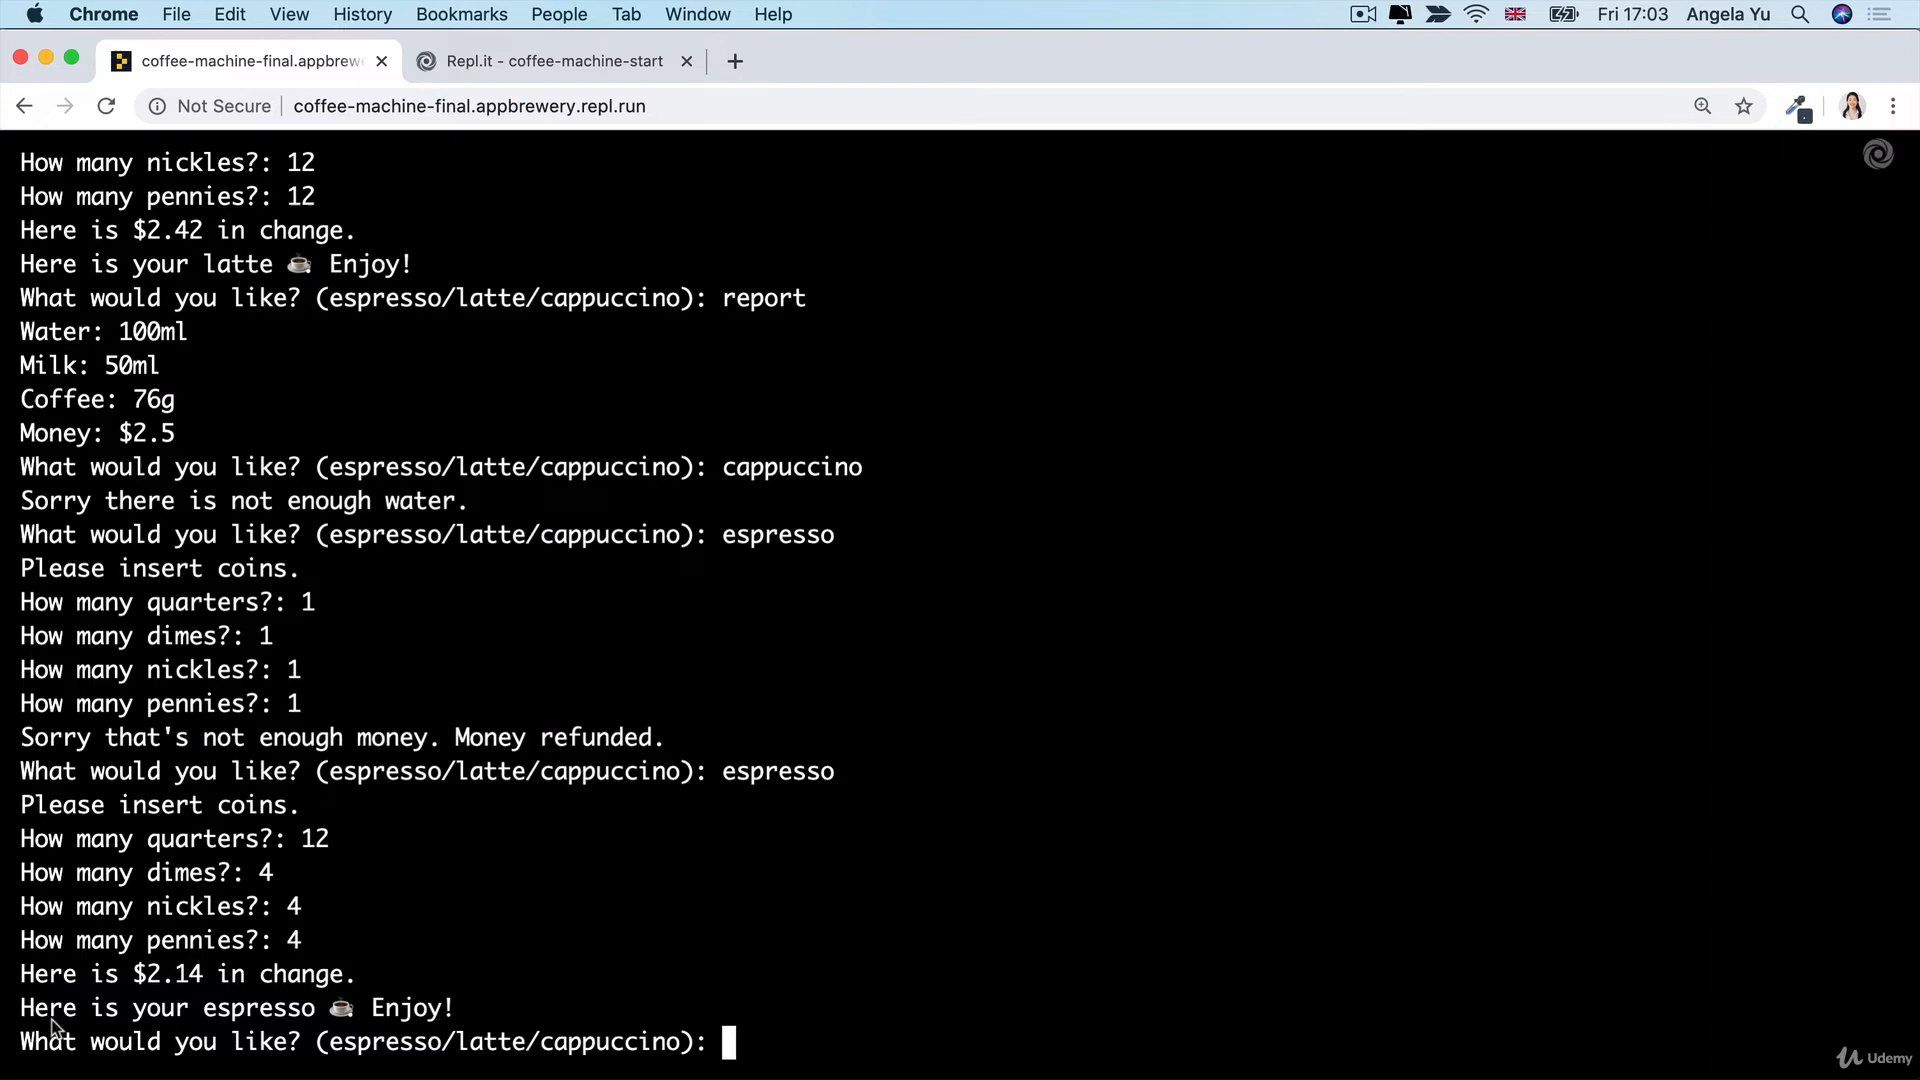 Chrome File Edit View History Bookmarks People Tab Window Help Fri 17:03 Angela Yu
coffee-machine-final.appbrew Repl.it - coffee-machine-start
Not Secure coffee-machine-final.appbrewery.repl.run
How many nickles?: 12
How many pennies?: 12
Here is $2.42 in change.
Here is your latte ☕ Enjoy!
What would you like? (espresso/latte/cappuccino): report
Water: 100ml
Milk: 50ml
Coffee: 76g
Money: $2.5
What would you like? (espresso/latte/cappuccino): cappuccino
Sorry there is not enough water.
What would you like? (espresso/latte/cappuccino): espresso
Please insert coins.
How many quarters?: 1
How many dimes?: 1
How many nickles?: 1
How many pennies?: 1
Sorry that's not enough money. Money refunded.
What would you like? (espresso/latte/cappuccino): espresso
Please insert coins.
How many quarters?: 12
How many dimes?: 4
How many nickles?: 4
How many pennies?: 4
Here is $2.14 in change.
Here is your espresso ☕ Enjoy!
What would you like? (espresso/latte/cappuccino):
Udemy